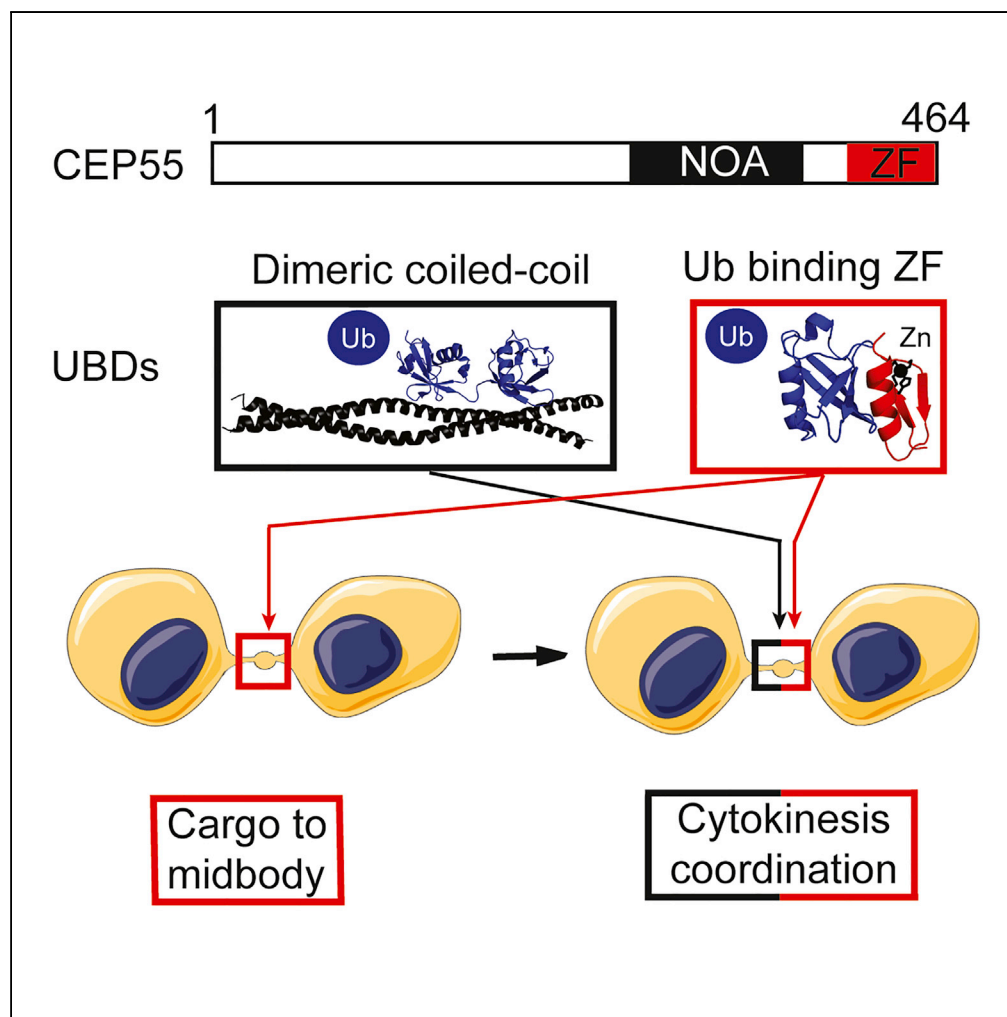 1 464
CEP55 NOA ZF
Dimeric coiled-coil Ub binding ZF
UBDs Ub Ub Zn
Cargo to
midbody
Cytokinesis
coordination